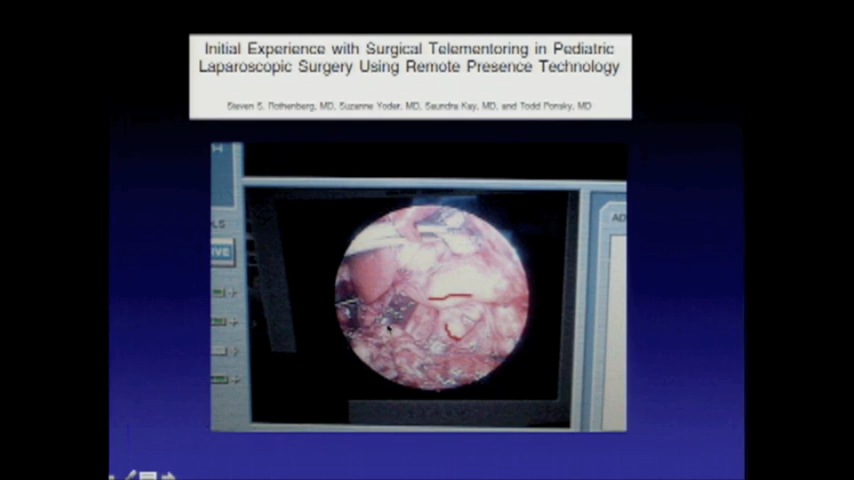 Initial Experience with Surgical Telementoring in Pediatric
Laparoscopic Surgery Using Remote Presence Technology
Steven S. Rothenberg, MD, Suzanne Yoder, MD, Saundra Kay, MD, and Todd Ponsky, MD